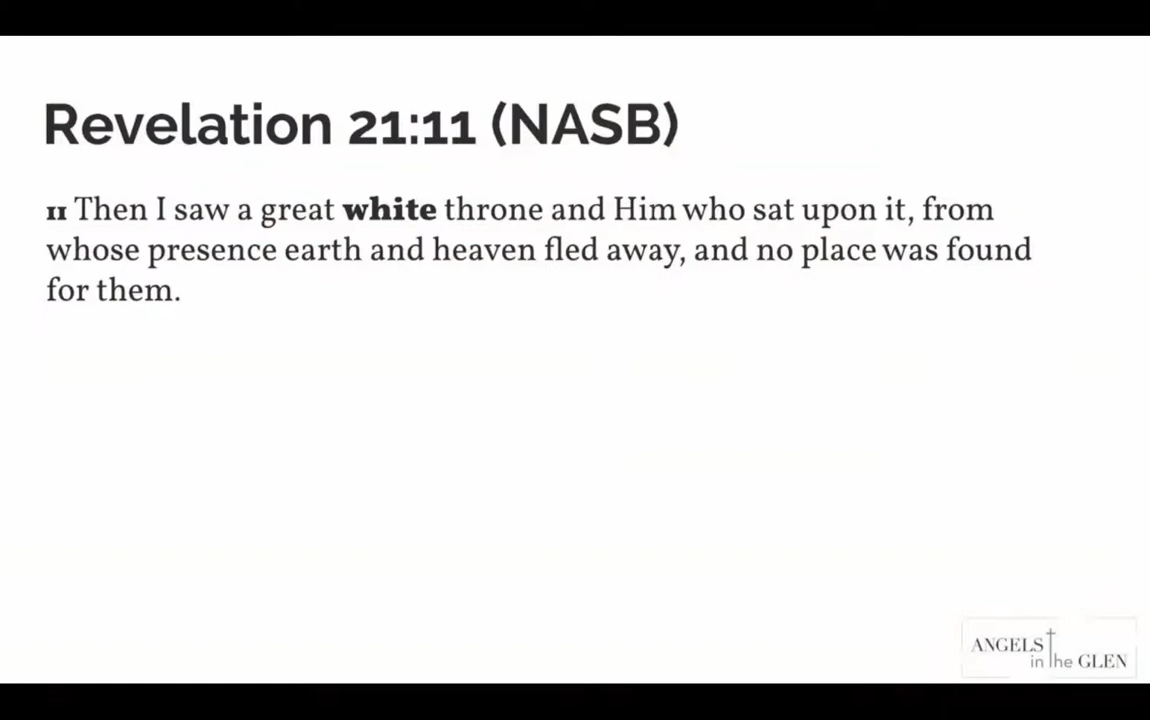 Revelation 21:11 (NASB)
11 Then I saw a great white throne and Him who sat upon it, from
whose presence earth and heaven fled away, and no place was found
for them.
ANGELS
in the GLEN